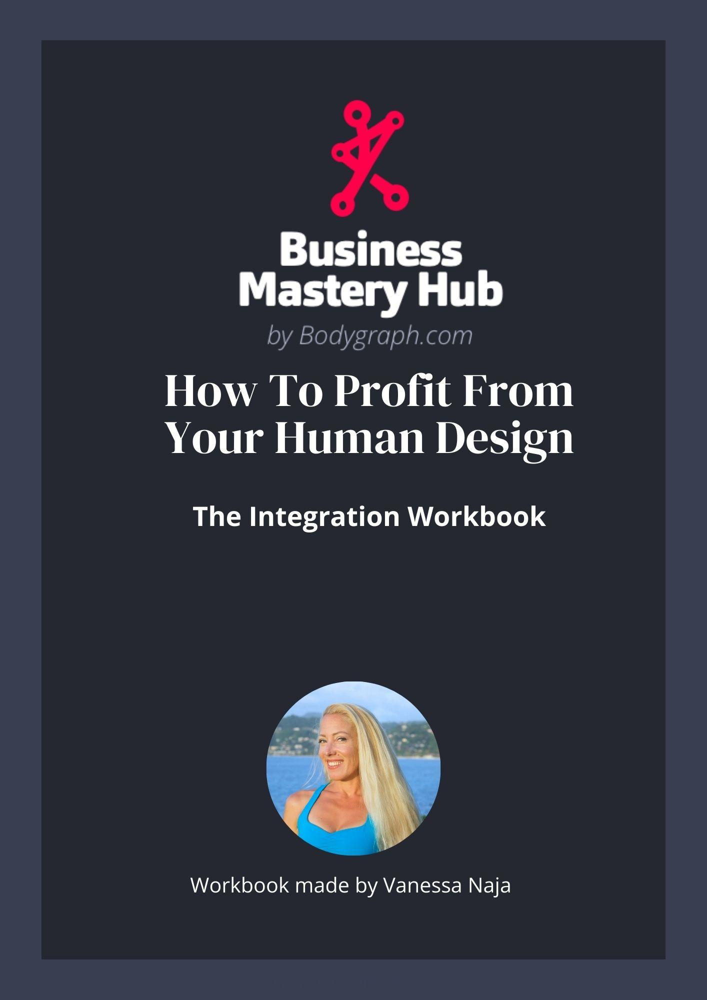 Business
Mastery Hub
by Bodygraph.com
How To Profit From
Your Human Design
The Integration Workbook
Workbook made by Vanessa Naja